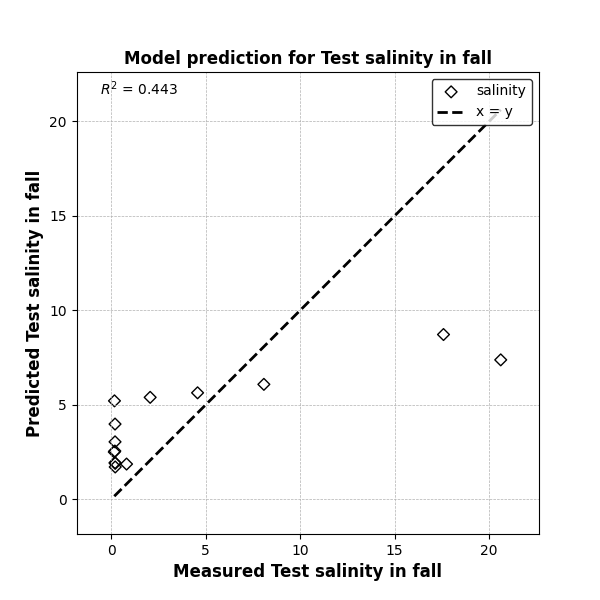 Model prediction for Test salinity in fall
R² = 0.443
salinity
x = y
Predicted Test salinity in fall
20
15
10
5
0
0 5 10 15 20
Measured Test salinity in fall